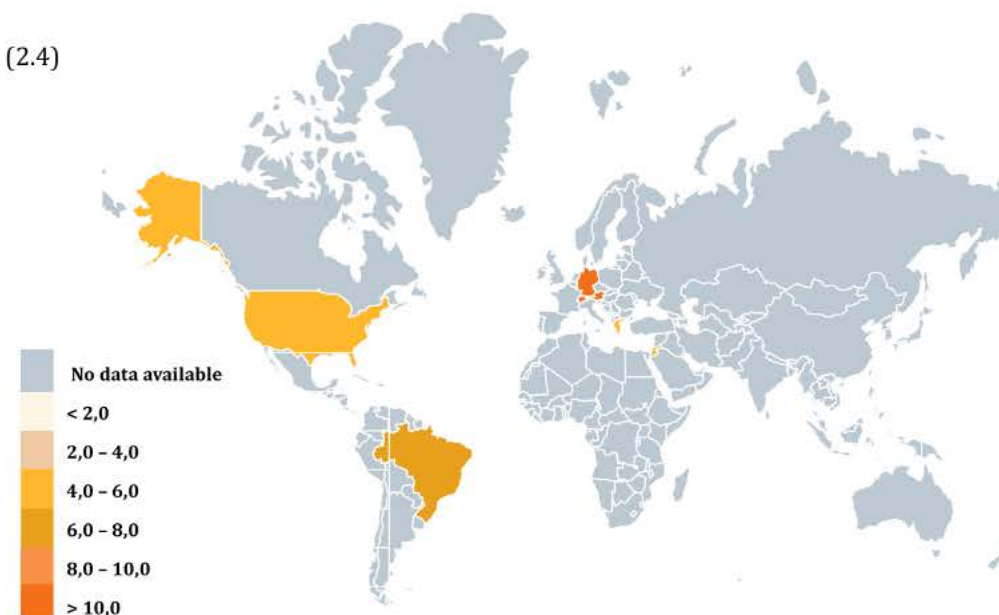 (2.4)
No data available
< 2,0
2,0 – 4,0
4,0 – 6,0
6,0 – 8,0
8,0 – 10,0
> 10,0